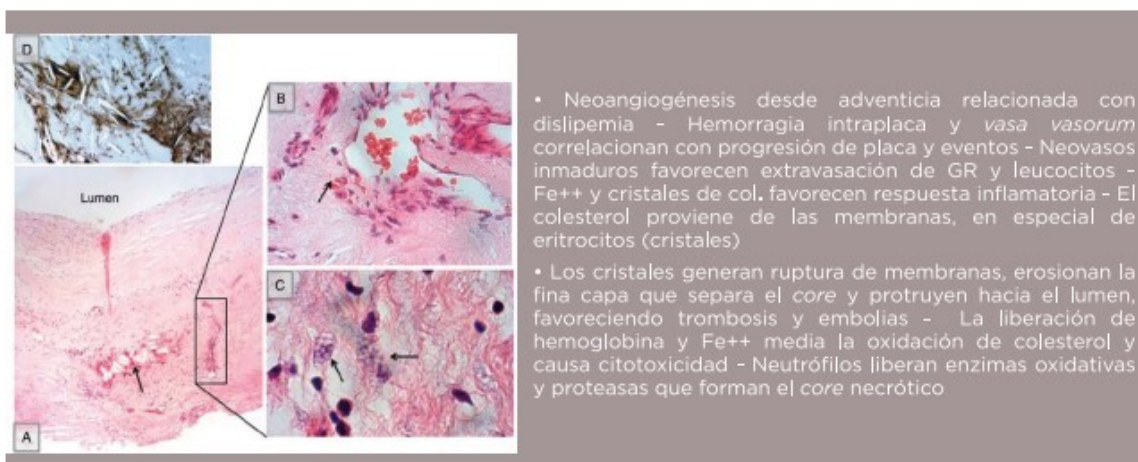 D
B
Lumen
C
A
• Neoangiogénesis desde adventicia relacionada con
dislipemia - Hemorragia intraplaca y vasa vasorum
correlacionan con progresión de placa y eventos - Neovasos
inmaduros favorecen extravasación de GR y leucocitos -
Fe++ y cristales de col. favorecen respuesta inflamatoria - El
colesterol proviene de las membranas, en especial de
eritrocitos (cristales)
• Los cristales generan ruptura de membranas, erosionan la
fina capa que separa el core y protruyen hacia el lumen,
favoreciendo trombosis y embolias - La liberación de
hemoglobina y Fe++ media la oxidación de colesterol y
causa citotoxicidad - Neutrófilos liberan enzimas oxidativas
y proteasas que forman el core necrótico